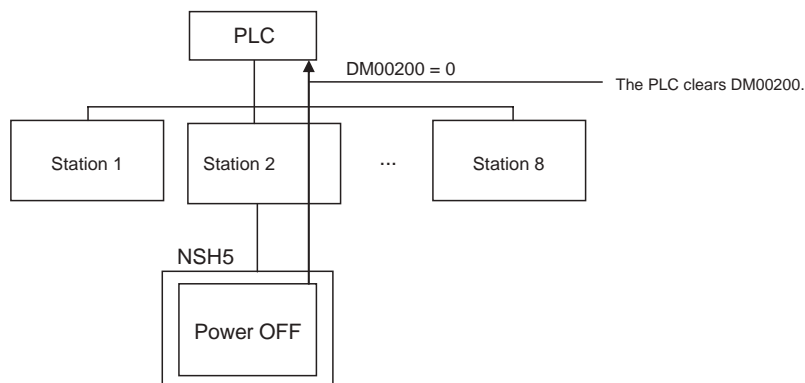 PLC
DM00200 = 0
The PLC clears DM00200.
Station 1
Station 2
...
Station 8
NSH5
Power OFF